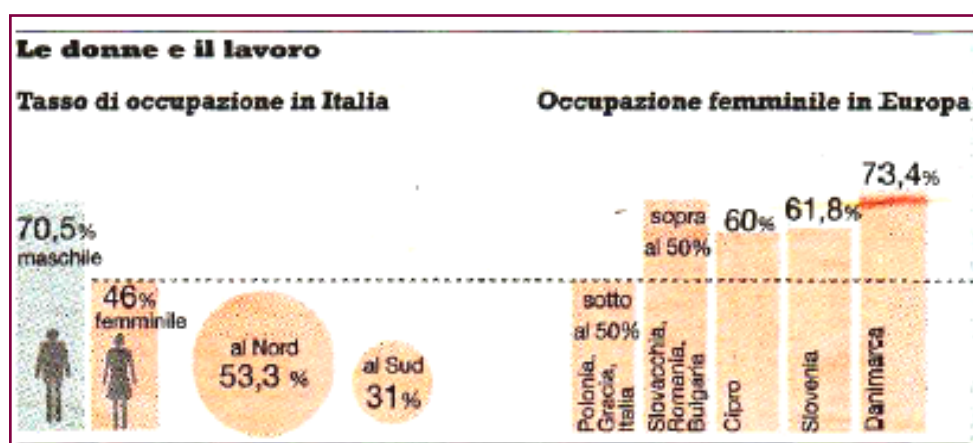 Le donne e il lavoro
Tasso di occupazione in Italia
70,5%
maschile
46%
femminile
al Nord
53,3 %
al Sud
31%
Occupazione femminile in Europa
sotto
al 50%
Polonia,
Gracia,
Italia
sopra
al 50%
Slovacchia,
Romania,
Bulgaria
60%
Cipro
61,8%
Slovenia
73,4%
Danimarca